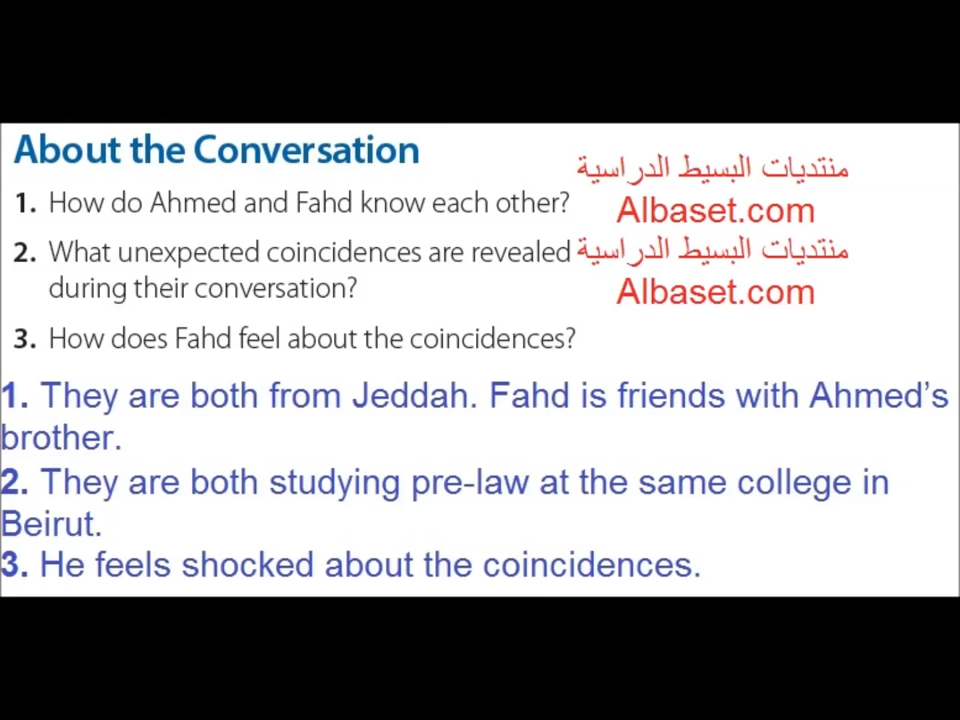 About the Conversation
منتديات البسيط الدراسية
1. How do Ahmed and Fahd know each other?
Albaset.com
2. What unexpected coincidences are revealed
منتديات البسيط الدراسية
during their conversation?
Albaset.com
3. How does Fahd feel about the coincidences?
1. They are both from Jeddah. Fahd is friends with Ahmed’s
brother.
2. They are both studying pre-law at the same college in
Beirut.
3. He feels shocked about the coincidences.